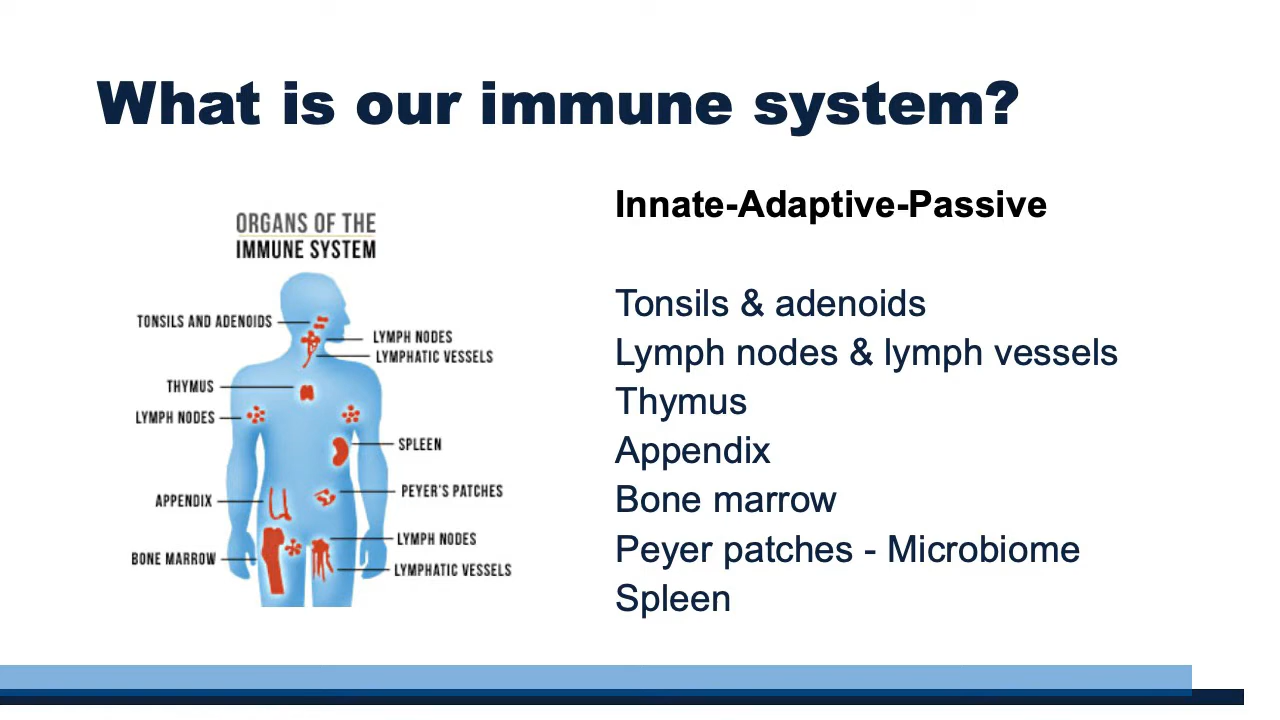 What is our immune system?
ORGANS OF THE
IMMUNE SYSTEM
TONSILS AND ADENOIDS
LYMPH NODES
LYMPHATIC VESSELS
THYMUS
LYMPH NODES
SPLEEN
APPENDIX
PEYER'S PATCHES
BONE MARROW
LYMPH NODES
LYMPHATIC VESSELS
Innate-Adaptive-Passive
Tonsils & adenoids
Lymph nodes & lymph vessels
Thymus
Appendix
Bone marrow
Peyer patches - Microbiome
Spleen